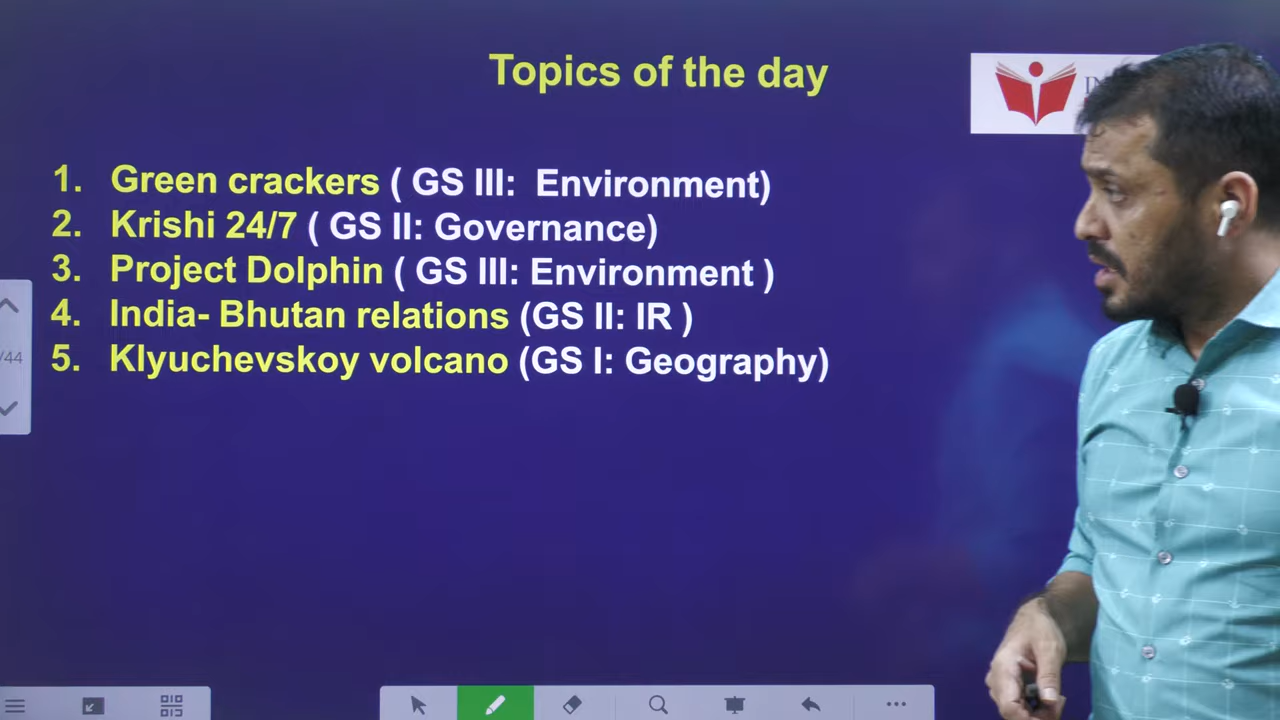 Topics of the day
1. Green crackers ( GS III: Environment)
2. Krishi 24/7 ( GS II: Governance)
3. Project Dolphin ( GS III: Environment )
4. India- Bhutan relations (GS II: IR )
5. Klyuchevskoy volcano (GS I: Geography)
/44